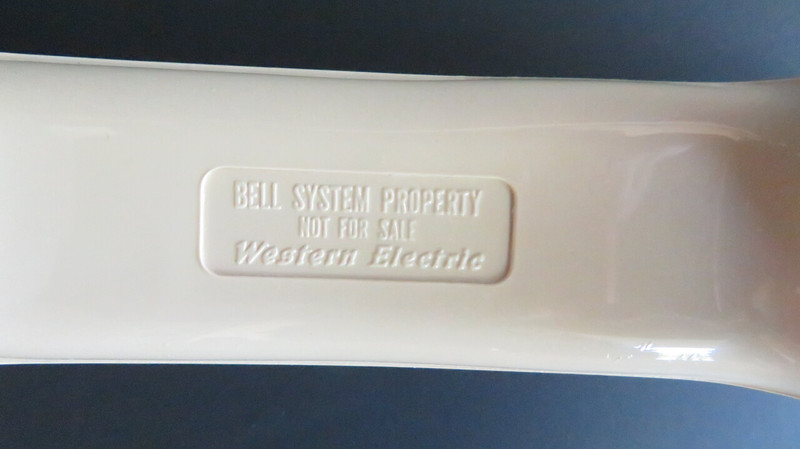 BELL SYSTEM PROPERTY
NOT FOR SALE
Western Electric